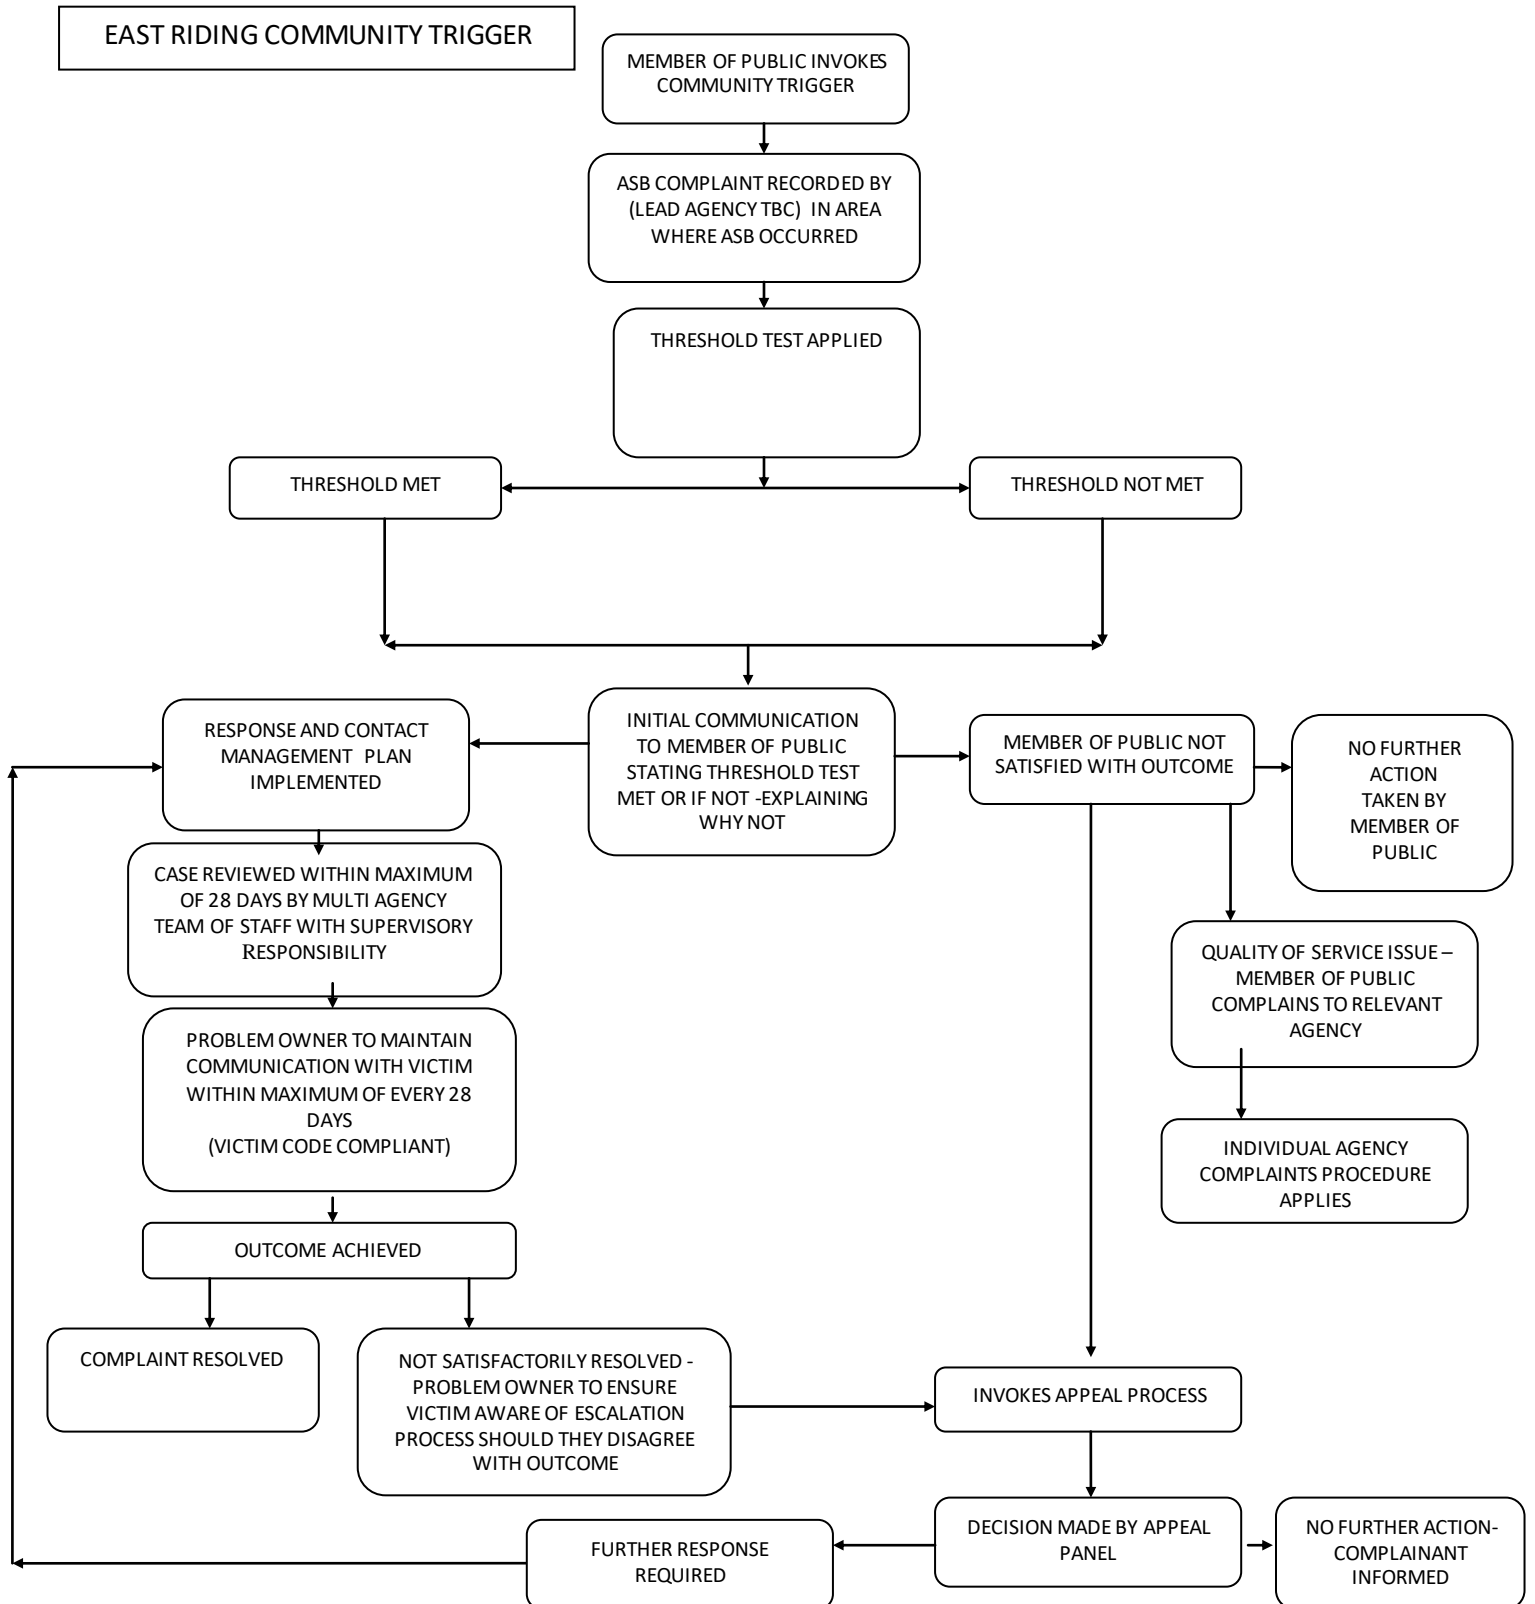 EAST RIDING COMMUNITY TRIGGER
MEMBER OF PUBLIC INVOKES
COMMUNITY TRIGGER
ASB COMPLAINT RECORDED BY
(LEAD AGENCY TBC) IN AREA
WHERE ASB OCCURRED
THRESHOLD TEST APPLIED
THRESHOLD MET
THRESHOLD NOT MET
RESPONSE AND CONTACT
MANAGEMENT PLAN
IMPLEMENTED
INITIAL COMMUNICATION
TO MEMBER OF PUBLIC
STATING THRESHOLD TEST
MET OR IF NOT -EXPLAINING
WHY NOT
MEMBER OF PUBLIC NOT
SATISFIED WITH OUTCOME
NO FURTHER
ACTION
TAKEN BY
MEMBER OF
PUBLIC
CASE REVIEWED WITHIN MAXIMUM
OF 28 DAYS BY MULTI AGENCY
TEAM OF STAFF WITH SUPERVISORY
RESPONSIBILITY
QUALITY OF SERVICE ISSUE –
MEMBER OF PUBLIC
COMPLAINS TO RELEVANT
AGENCY
PROBLEM OWNER TO MAINTAIN
COMMUNICATION WITH VICTIM
WITHIN MAXIMUM OF EVERY 28
DAYS
(VICTIM CODE COMPLIANT)
INDIVIDUAL AGENCY
COMPLAINTS PROCEDURE
APPLIES
OUTCOME ACHIEVED
COMPLAINT RESOLVED
NOT SATISFACTORILY RESOLVED -
PROBLEM OWNER TO ENSURE
VICTIM AWARE OF ESCALATION
PROCESS SHOULD THEY DISAGREE
WITH OUTCOME
INVOKES APPEAL PROCESS
FURTHER RESPONSE
REQUIRED
DECISION MADE BY APPEAL
PANEL
NO FURTHER ACTION-
COMPLAINANT
INFORMED